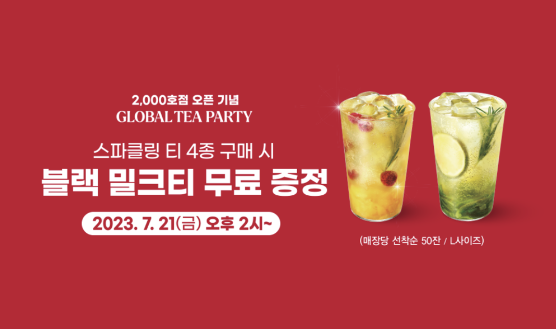 2,000호점 오픈 기념
GLOBAL TEA PARTY
스파클링 티 4종 구매 시
블랙 밀크티 무료 증정
2023. 7. 21(금) 오후 2시~
(매장당 선착순 50잔 / L사이즈)